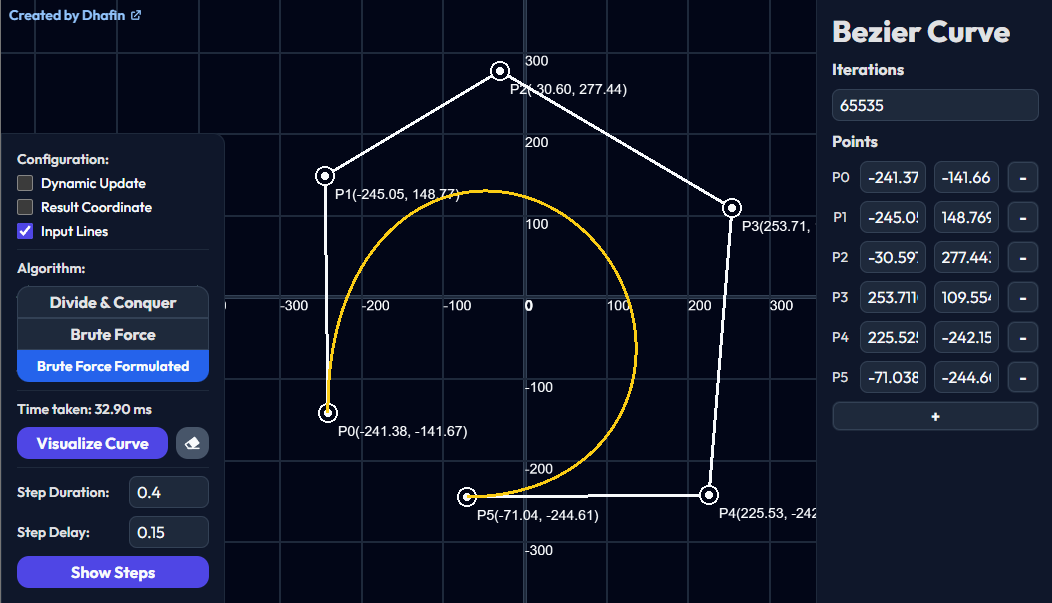 Created by Dhafin
Configuration:
Dynamic Update
Result Coordinate
Input Lines
Algorithm:
Divide & Conquer
Brute Force
Brute Force Formulated
Time taken: 32.90 ms
Visualize Curve
Step Duration:
0.4
Step Delay:
0.15
Show Steps
300
P2(-30.60, 277.44)
200
P1(-245.05, 148.77)
100
P3(253.71,
-300
-200
-100
0
100
200
300
-100
P0(-241.38, -141.67)
-200
P5(-71.04, -244.61)
P4(225.53, -242
-300
Bezier Curve
Iterations
65535
Points
P0 -241.37 -141.66 -
P1 -245.05 148.769 -
P2 -30.597 277.443 -
P3 253.711 109.554 -
P4 225.525 -242.15 -
P5 -71.038 -244.60 -
+